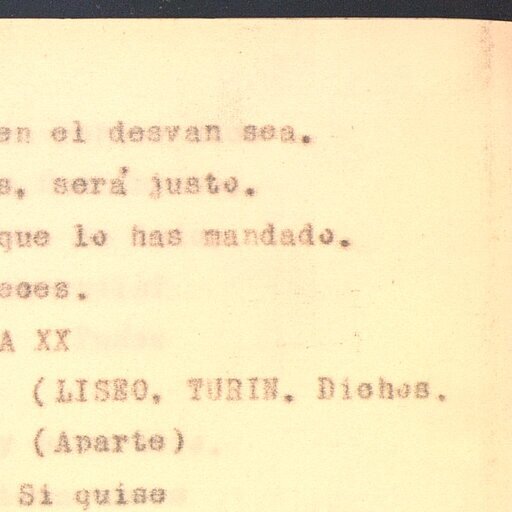 en el desvan sea.
s, será justo.
que lo has mandado.
eces.
A XX
(LISEO, TURIN. Dichos.
(Aparte)
Si quise